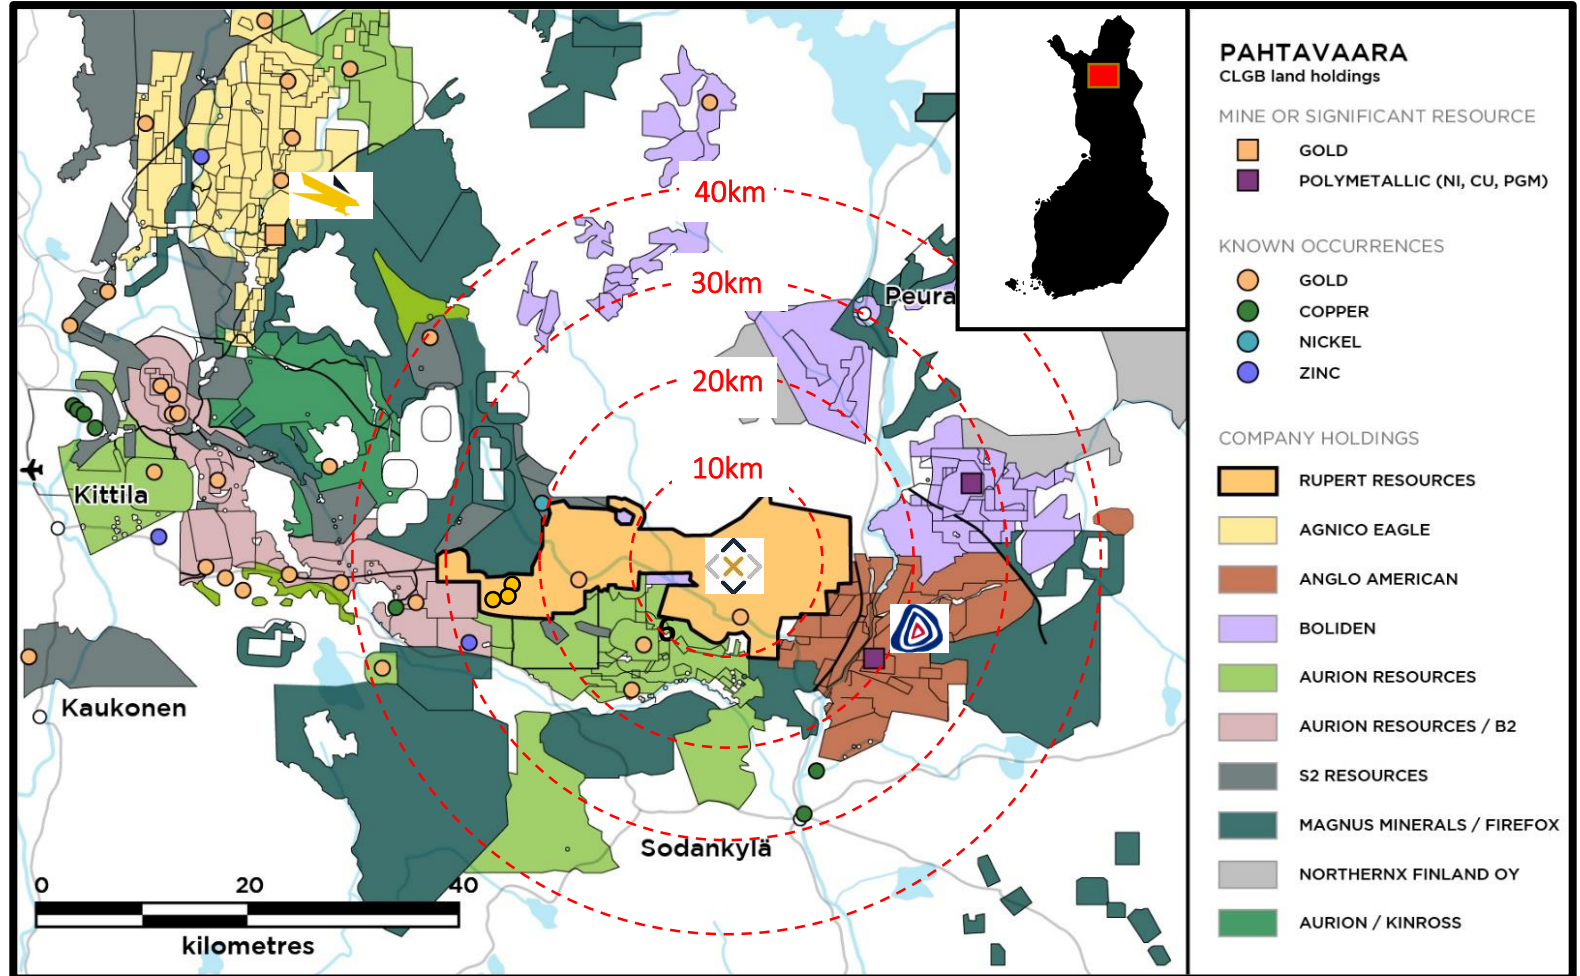 40km
30km
20km
10km
Peura
Kittila
Kaukonen
Sodankylä
0 20 40
kilometres
PAHTAVAARA
CLGB land holdings
MINE OR SIGNIFICANT RESOURCE
GOLD
POLYMETALLIC (NI, CU, PGM)
KNOWN OCCURRENCES
GOLD
COPPER
NICKEL
ZINC
COMPANY HOLDINGS
RUPERT RESOURCES
AGNICO EAGLE
ANGLO AMERICAN
BOLIDEN
AURION RESOURCES
AURION RESOURCES / B2
S2 RESOURCES
MAGNUS MINERALS / FIREFOX
NORTHERNX FINLAND OY
AURION / KINROSS